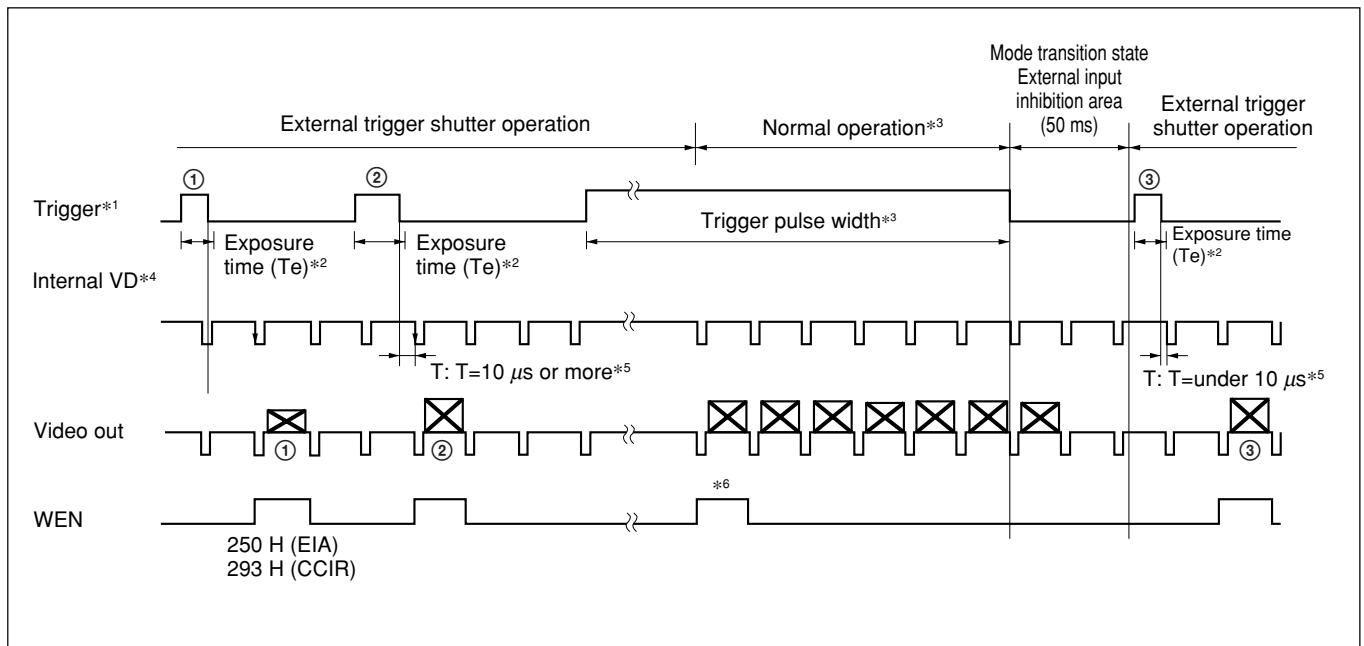 Mode transition state
External input
inhibition area
(50 ms)
External trigger shutter operation
Normal operation*3
External trigger
shutter operation
① ② ③
Trigger*1
Trigger pulse width*3
Exposure
time (Te)*2
Exposure
time (Te)*2
Exposure time
(Te)*2
Internal VD*4
T: T=10 μs or more*5
T: T=under 10 μs*5
Video out
① ② ③
*6
WEN
250 H (EIA)
293 H (CCIR)